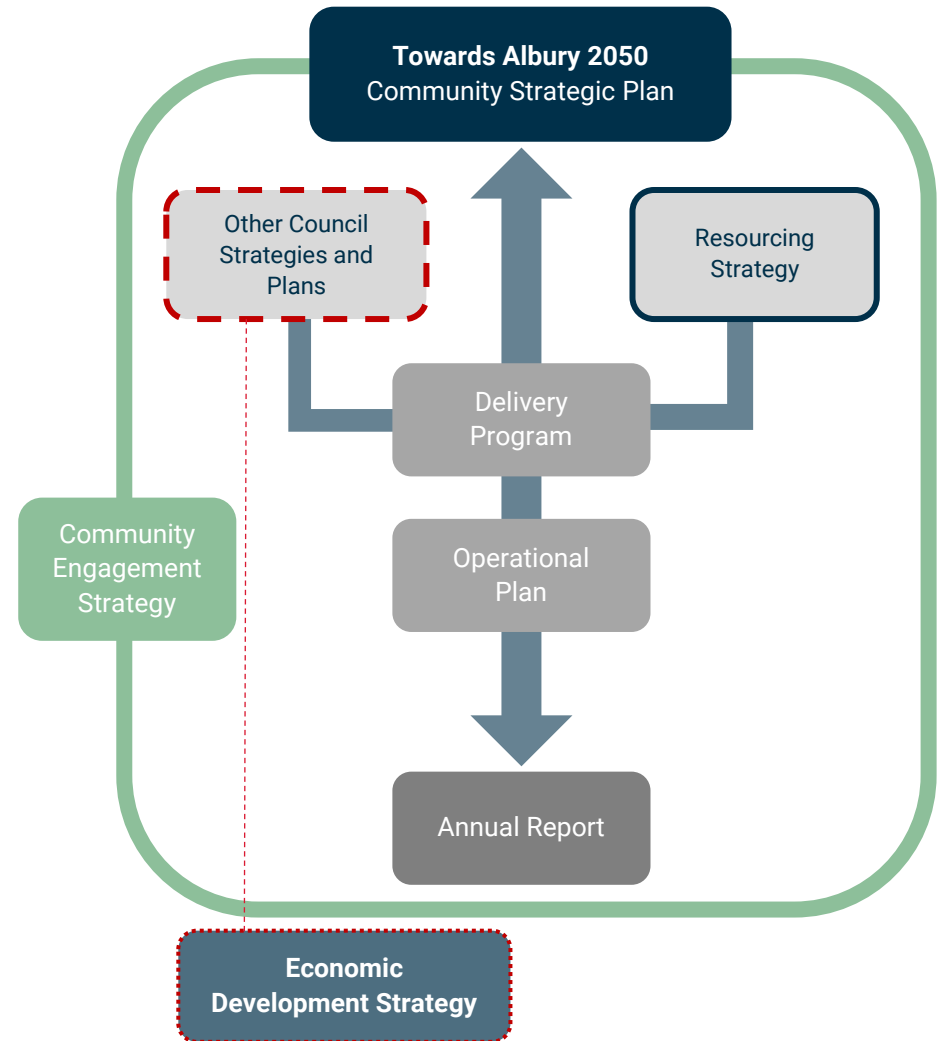 Towards Albury 2050
Community Strategic Plan
Other Council
Strategies and
Plans
Resourcing
Strategy
Delivery
Program
Community
Engagement
Strategy
Operational
Plan
Annual Report
Economic
Development Strategy